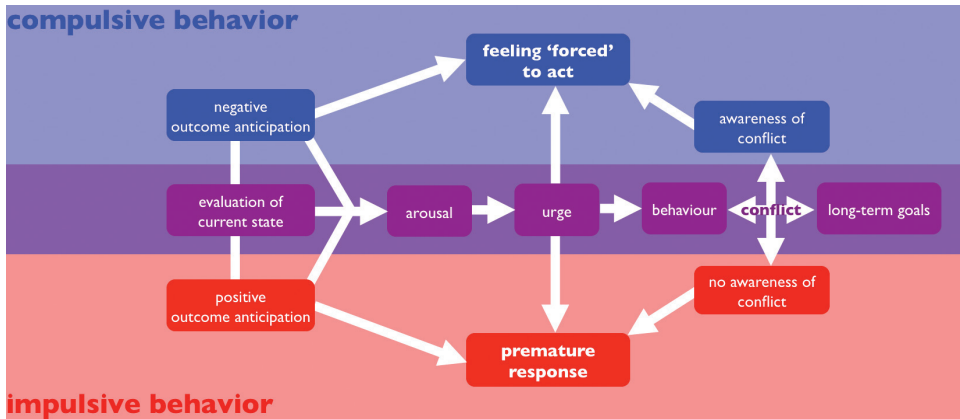 compulsive behavior
feeling ‘forced’
to act
negative
outcome anticipation
awareness of
conflict
evaluation of
current state
arousal
urge
behaviour
conflict
long-term goals
positive
outcome anticipation
no awareness of
conflict
premature
response
impulsive behavior